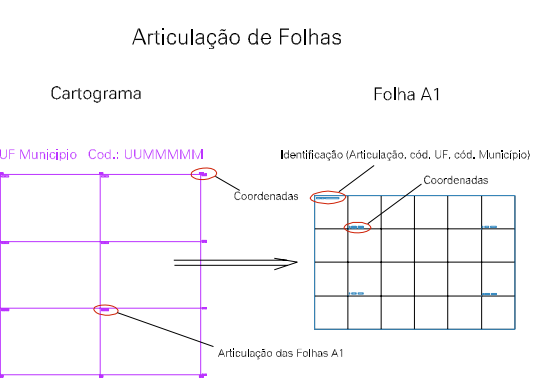 Articulação de Folhas
Cartograma
Folha A1
UF Município Cod.: UUMMMMM
Identificação (Articulação, cód. UF, cód. Município)
Coordenadas
Coordenadas
Articulação das Folhas A1